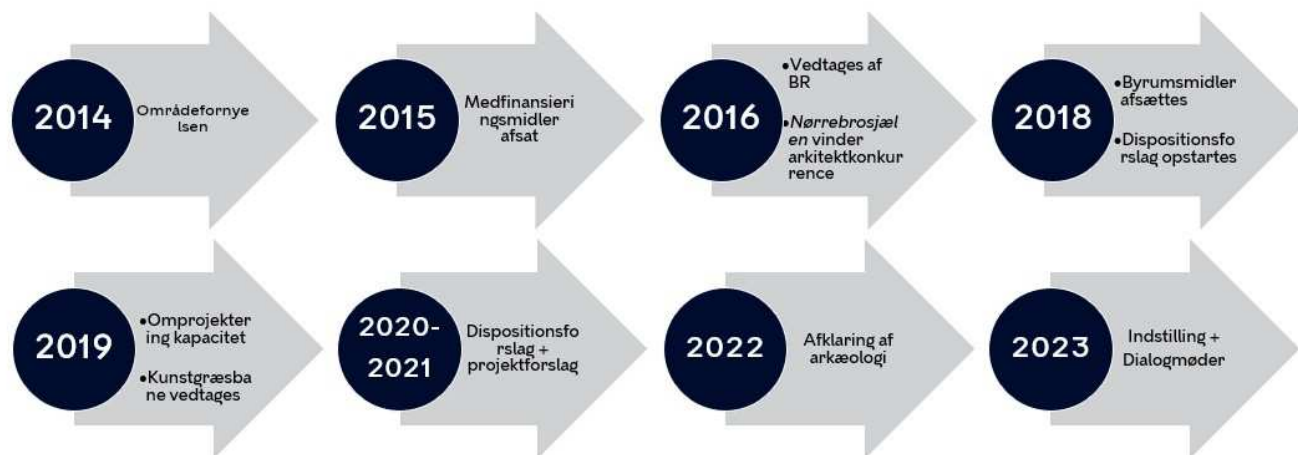 2014
Områdefornye
lsen
2015
Medfinansieri
ngsmidler
afsat
2016
•Vedtages af
BR
•Nørrebrosjæl
en vinder
arkitektkonkur
rence
2018
•Byrumsmidler
afsættes
•Dispositionsfo
rslag opstartes
2019
•Omprojekter
ing kapacitet
•Kunstgræsba
ne vedtages
2020-
2021
Dispositionsfo
rslag +
projektforslag
2022
Afklaring af
arkæologi
2023
Indstilling +
Dialogmøder